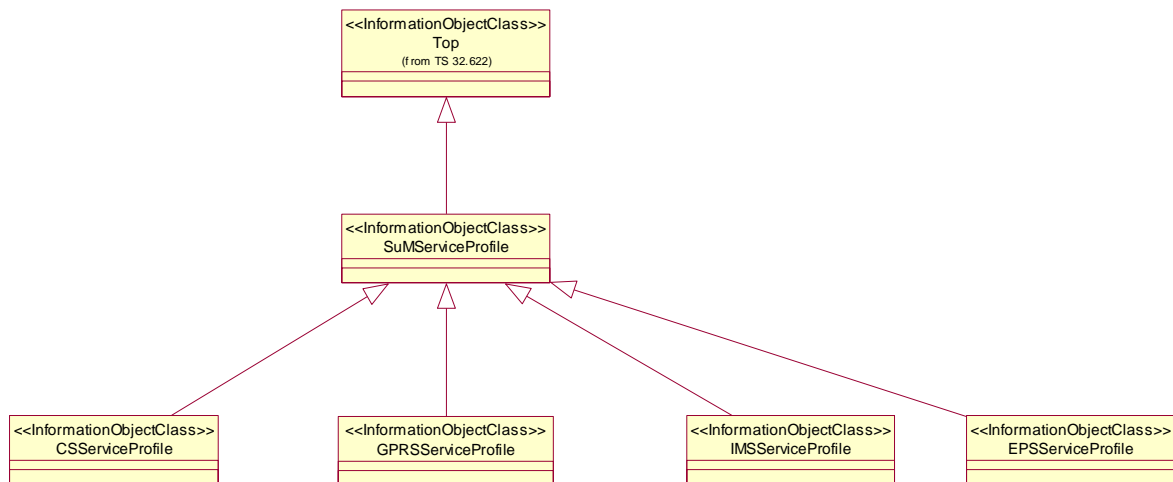 <<InformationObjectClass>>
Top
(from TS 32.622)
<<InformationObjectClass>>
SuMServiceProfile
<<InformationObjectClass>>
CSServiceProfile
<<InformationObjectClass>>
GPRSServiceProfile
<<InformationObjectClass>>
IMSServiceProfile
<<InformationObjectClass>>
EPSServiceProfile